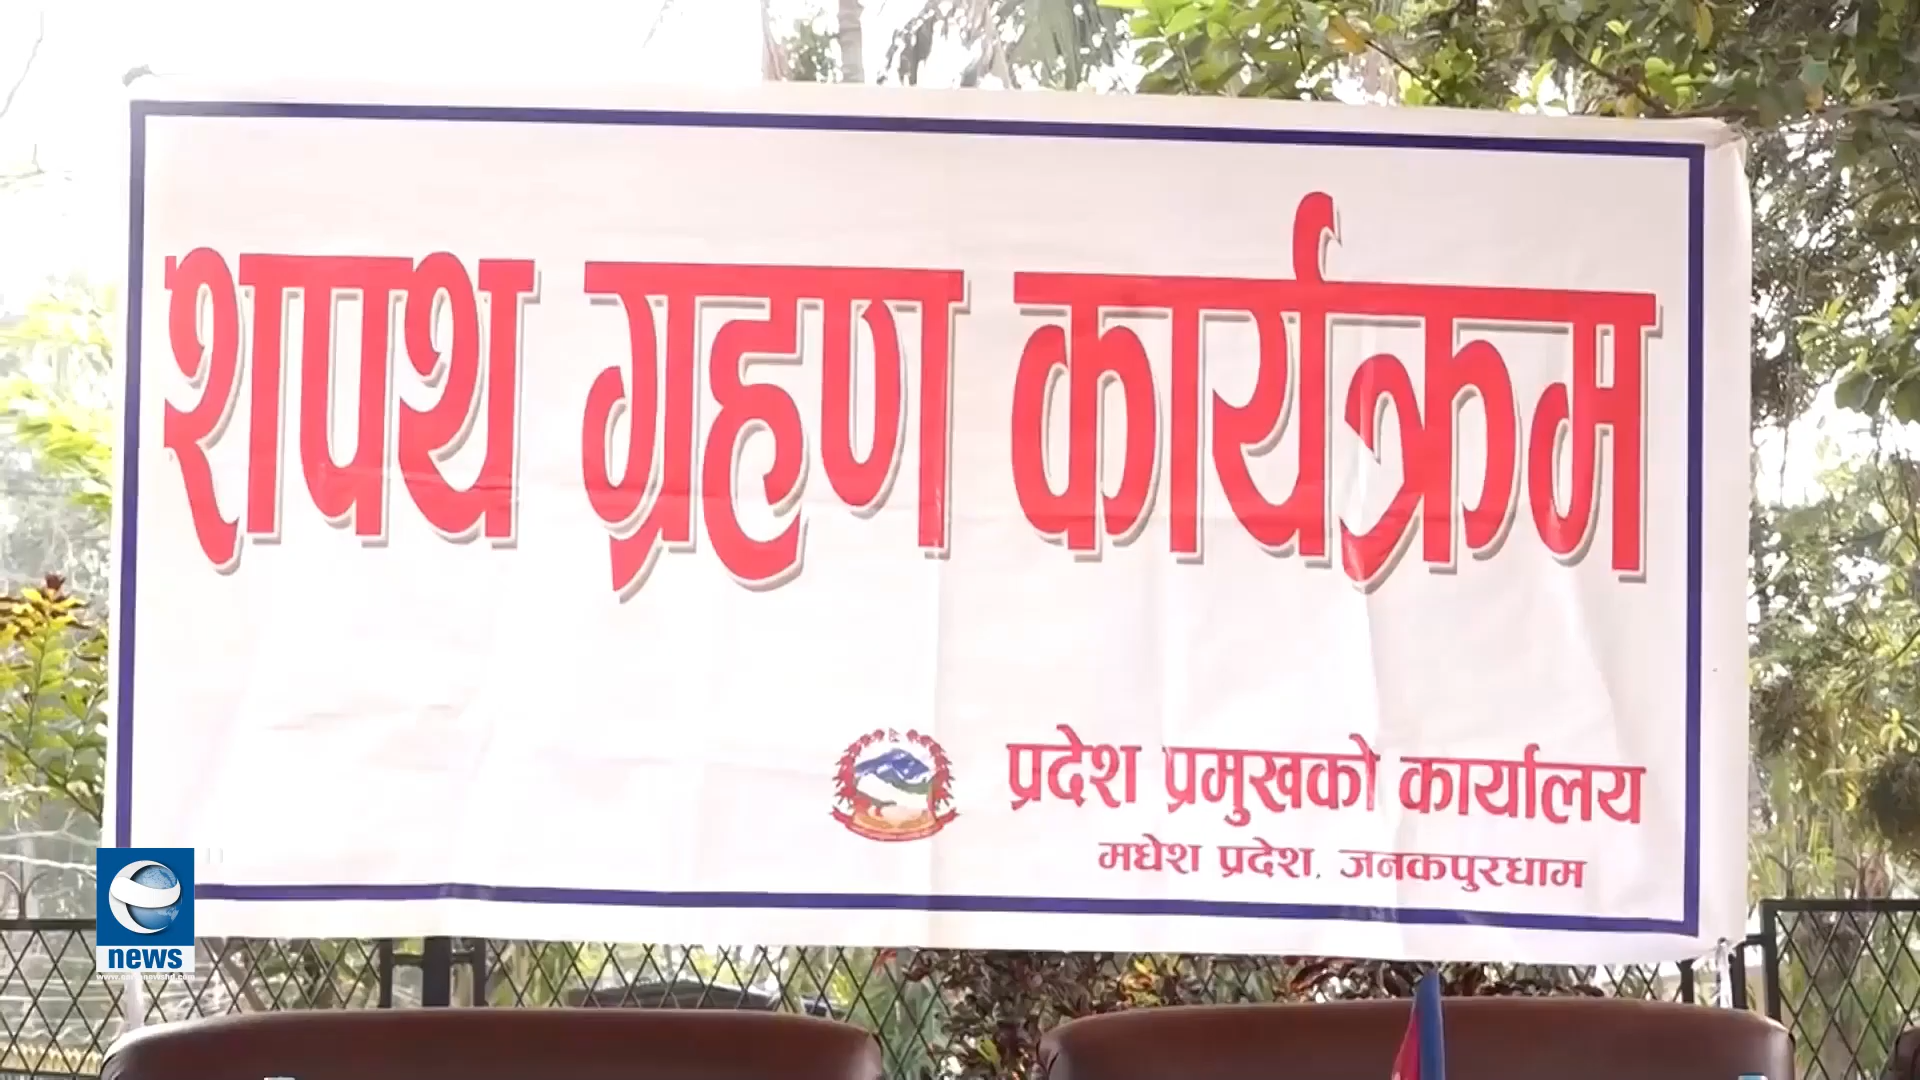 शपथ ग्रहण कार्यक्रम
प्रदेश प्रमुखको कार्यालय
मधेश प्रदेश, जनकपुरधाम
news